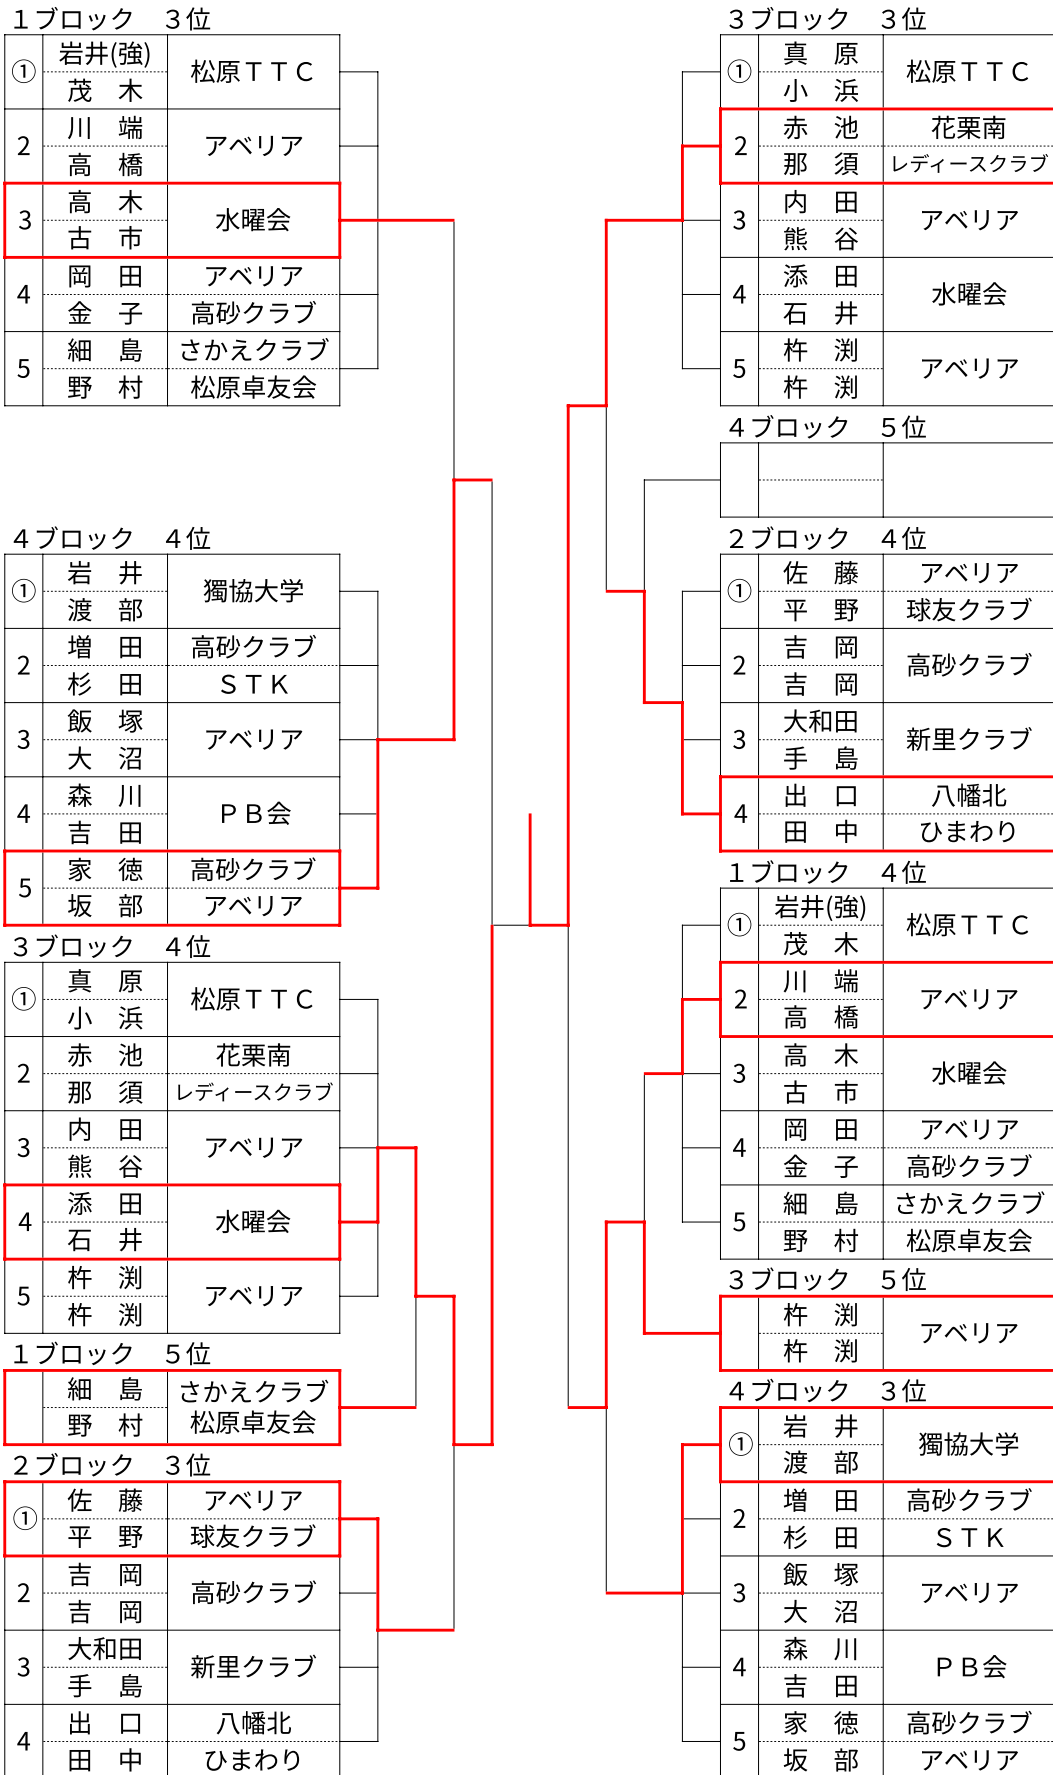 １ブロック　３位
① 岩井(強) 松原ＴＴＣ
茂　木
2 川　端 アベリア
高　橋
3 高　木 水曜会
古　市
4 岡　田 アベリア
金　子 高砂クラブ
5 細　島 さかえクラブ
野　村 松原卓友会
４ブロック　４位
① 岩　井 獨協大学
渡　部
2 増　田 高砂クラブ
杉　田 ＳＴＫ
3 飯　塚 アベリア
大　沼
4 森　川 ＰＢ会
吉　田
5 家　徳 高砂クラブ
坂　部 アベリア
３ブロック　４位
① 真　原 松原ＴＴＣ
小　浜
2 赤　池 花栗南
那　須 レディースクラブ
3 内　田 アベリア
熊　谷
4 添　田 水曜会
石　井
5 杵　渕 アベリア
杵　渕
１ブロック　５位
細　島 さかえクラブ
野　村 松原卓友会
２ブロック　３位
① 佐　藤 アベリア
平　野 球友クラブ
2 吉　岡 高砂クラブ
吉　岡
3 大和田 新里クラブ
手　島
4 出　口 八幡北
田　中 ひまわり
３ブロック　３位
① 真　原 松原ＴＴＣ
小　浜
2 赤　池 花栗南
那　須 レディースクラブ
3 内　田 アベリア
熊　谷
4 添　田 水曜会
石　井
5 杵　渕 アベリア
杵　渕
４ブロック　５位
２ブロック　４位
① 佐　藤 アベリア
平　野 球友クラブ
2 吉　岡 高砂クラブ
吉　岡
3 大和田 新里クラブ
手　島
4 出　口 八幡北
田　中 ひまわり
１ブロック　４位
① 岩井(強) 松原ＴＴＣ
茂　木
2 川　端 アベリア
高　橋
3 高　木 水曜会
古　市
4 岡　田 アベリア
金　子 高砂クラブ
5 細　島 さかえクラブ
野　村 松原卓友会
３ブロック　５位
杵　渕 アベリア
杵　渕
４ブロック　３位
① 岩　井 獨協大学
渡　部
2 増　田 高砂クラブ
杉　田 ＳＴＫ
3 飯　塚 アベリア
大　沼
4 森　川 ＰＢ会
吉　田
5 家　徳 高砂クラブ
坂　部 アベリア